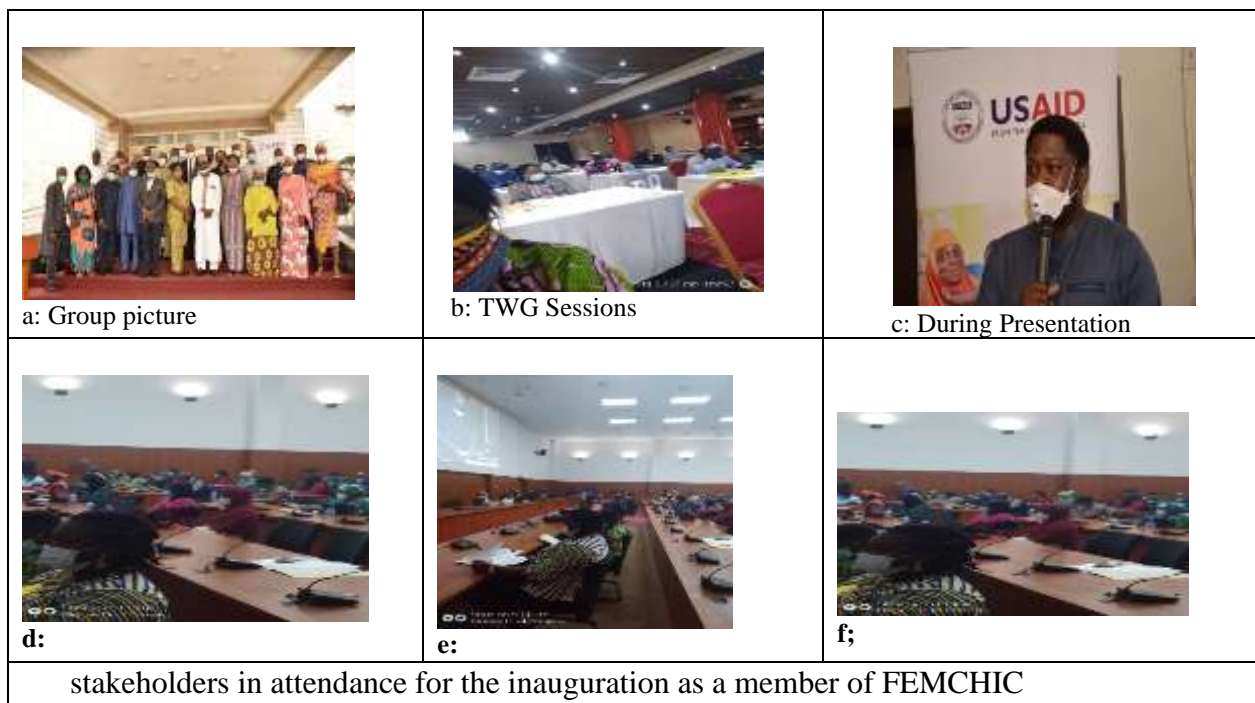 USAID
a: Group picture
b: TWG Sessions
c: During Presentation
d:
e:
f;
stakeholders in attendance for the inauguration as a member of FEMCHIC